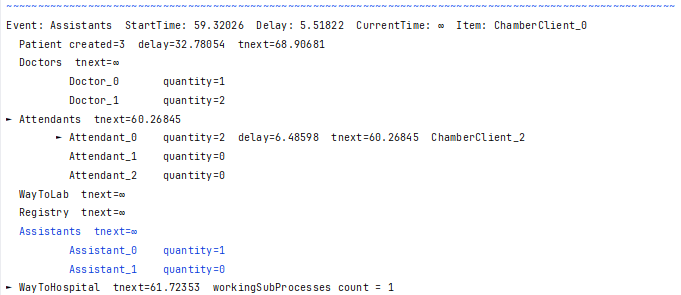 ~~~~~~~~~~~~~~~~~~~~~~~~~~~~~~~~~~~~~~~~~~~~~~~~~~~~~~~~~~~~~~~~~~~~~~~~~~~~~~~~~~~~~~~~~~~~~~~~~~~~~~~~~~~
Event: Assistants  StartTime: 59.32026  Delay: 5.51822  CurrentTime: ∞  Item: ChamberClient_0
  Patient created=3  delay=32.78054  tnext=68.90681
  Doctors  tnext=∞
          Doctor_0       quantity=1
          Doctor_1       quantity=2
► Attendants  tnext=60.26845
        ► Attendant_0    quantity=2  delay=6.48598  tnext=60.26845  ChamberClient_2
          Attendant_1    quantity=0
          Attendant_2    quantity=0
  WayToLab  tnext=∞
  Registry  tnext=∞
  Assistants  tnext=∞
          Assistant_0    quantity=1
          Assistant_1    quantity=0
► WayToHospital  tnext=61.72353  workingSubProcesses count = 1